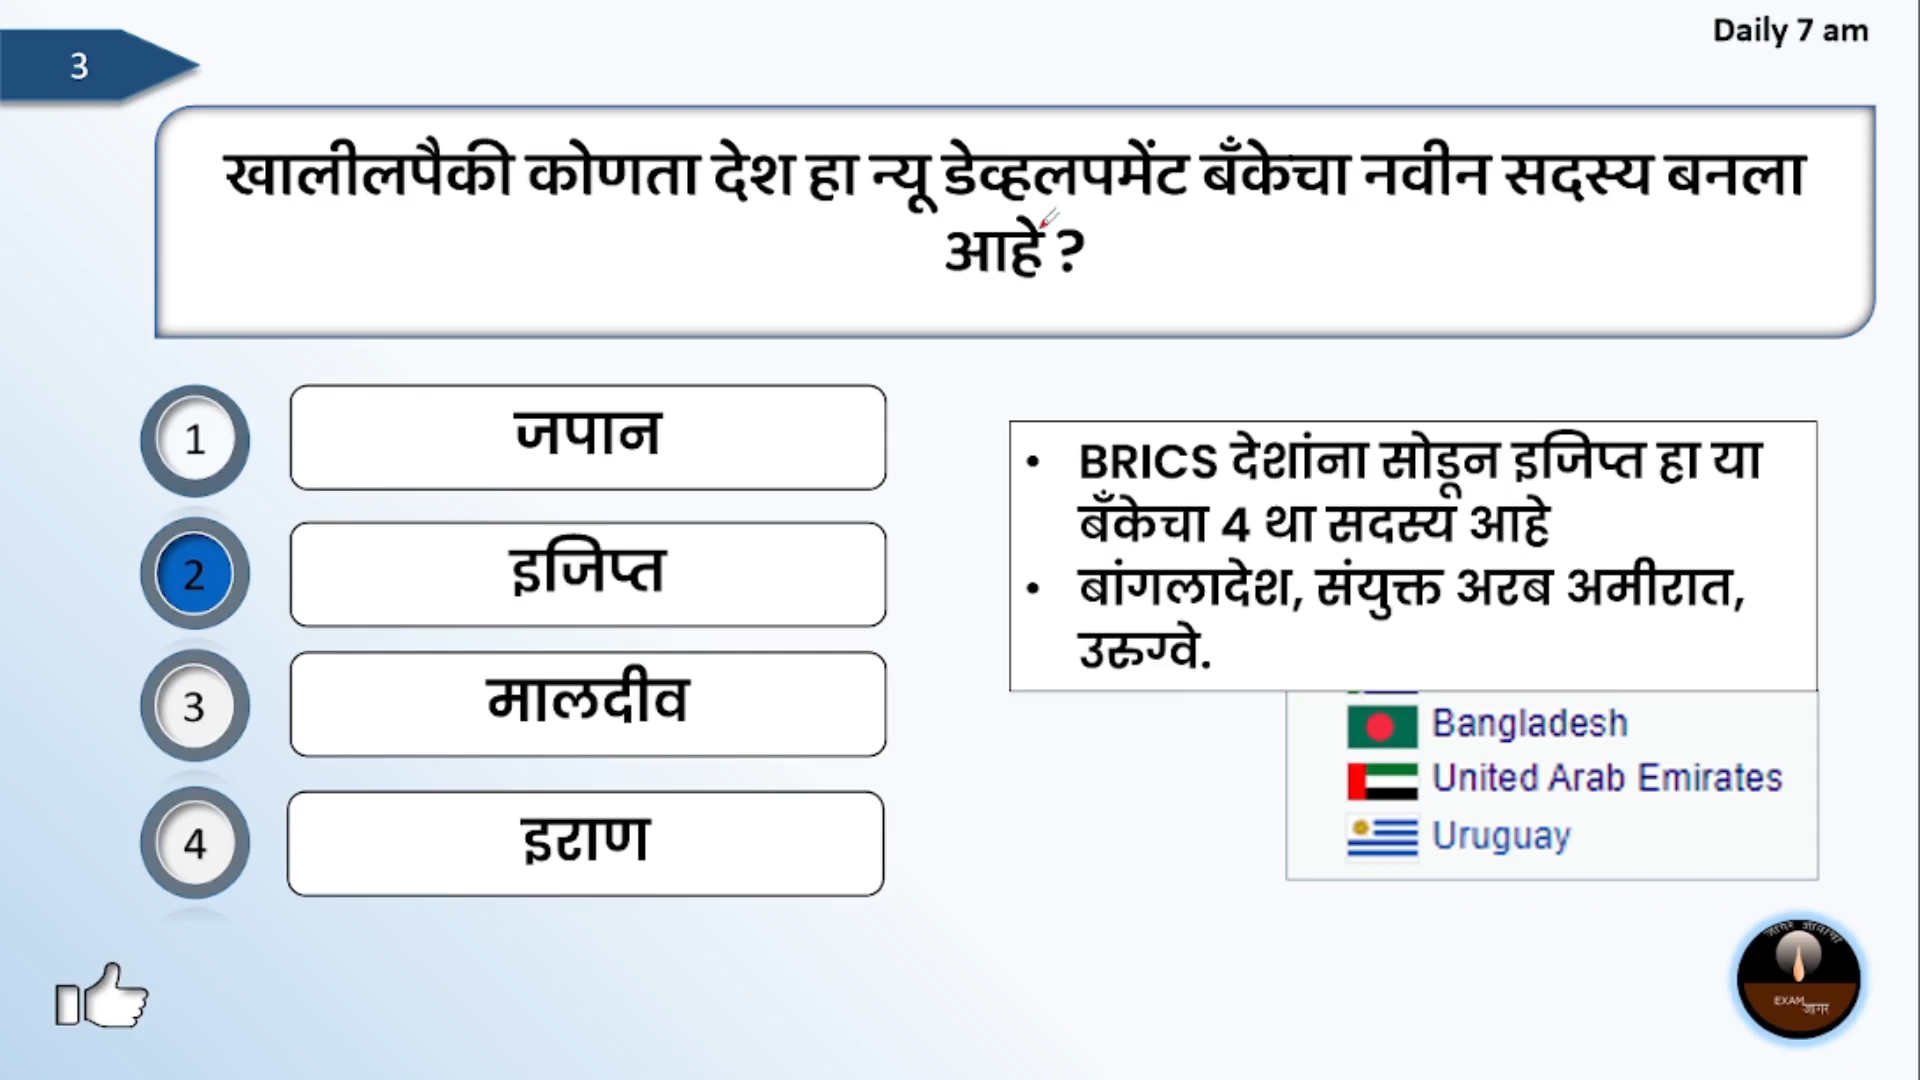 Daily 7 am
3
खालीलपैकी कोणता देश हा न्यू डेव्हलपमेंट बँकेचा नवीन सदस्य बनला
आहे ?
1
जपान
2
इजिप्त
3
मालदीव
4
इराण
• BRICS देशांना सोडून इजिप्त हा या
बँकेचा 4 था सदस्य आहे
• बांगलादेश, संयुक्त अरब अमीरात,
उरुग्वे.
Bangladesh
United Arab Emirates
Uruguay
EXAM
जागर